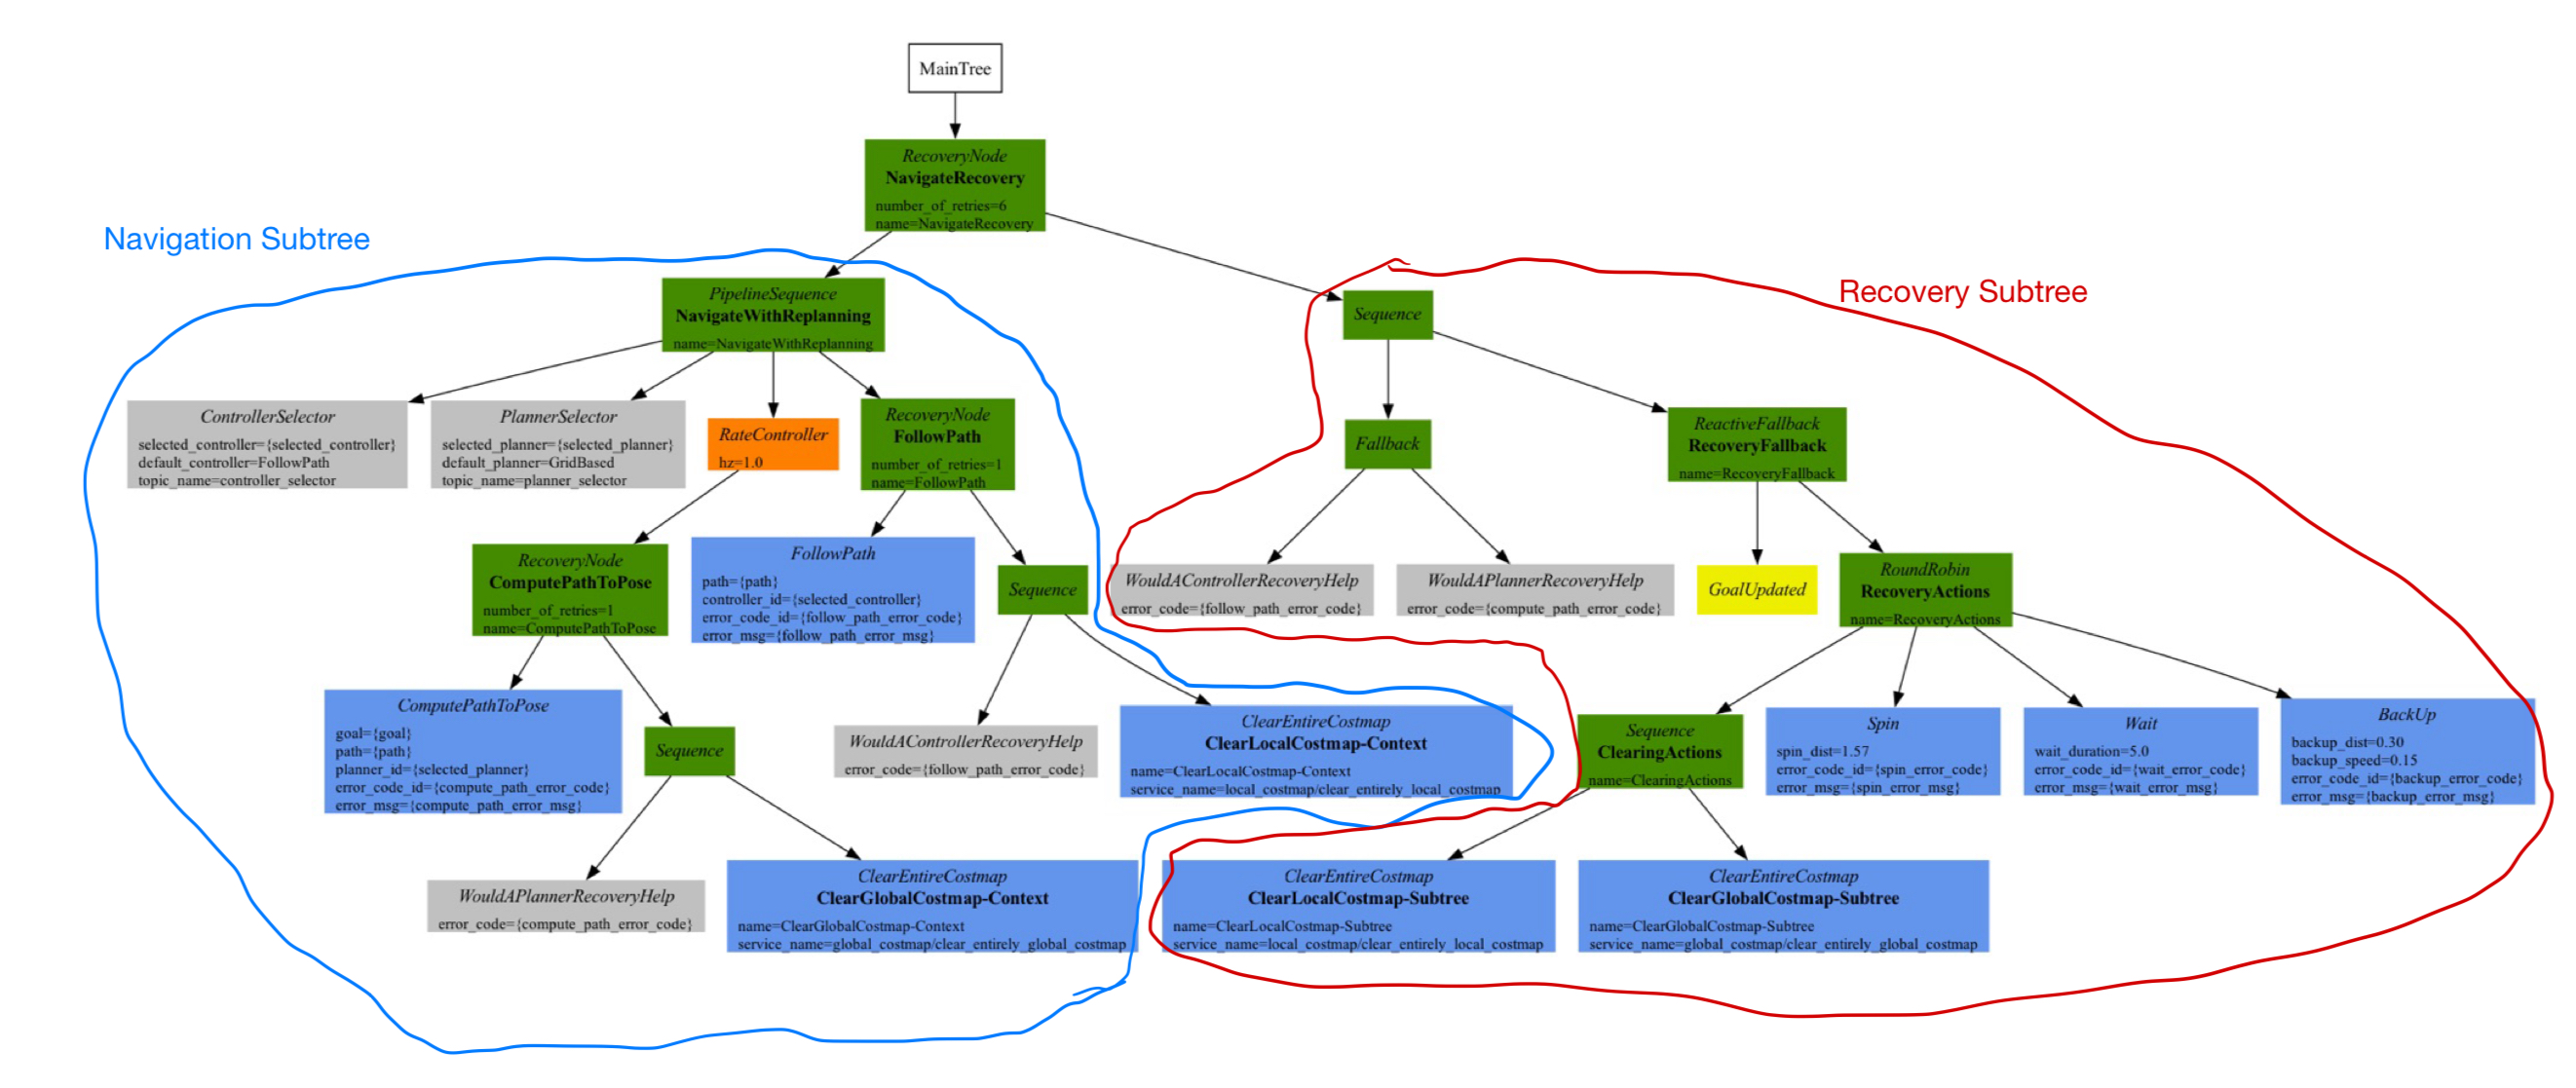 MainTree
RecoveryNode
NavigateRecovery
number_of_retries=6
name=NavigateRecovery
Navigation Subtree
Recovery Subtree
PipelineSequence
NavigateWithReplanning
name=NavigateWithReplanning
Sequence
ControllerSelector
selected_controller={selected_controller}
default_controller=FollowPath
topic_name=controller_selector
PlannerSelector
selected_planner={selected_planner}
default_planner=GridBased
topic_name=planner_selector
RateController
hz=1.0
RecoveryNode
FollowPath
number_of_retries=1
name=FollowPath
Fallback
ReactiveFallback
RecoveryFallback
name=RecoveryFallback
RecoveryNode
ComputePathToPose
number_of_retries=1
name=ComputePathToPose
FollowPath
path={path}
controller_id={selected_controller}
error_code_id={follow_path_error_code}
error_msg={follow_path_error_msg}
Sequence
WouldAControllerRecoveryHelp
error_code={follow_path_error_code}
WouldAPlannerRecoveryHelp
error_code={compute_path_error_code}
GoalUpdated
RoundRobin
RecoveryActions
name=RecoveryActions
ComputePathToPose
goal={goal}
path={path}
planner_id={selected_planner}
error_code_id={compute_path_error_code}
error_msg={compute_path_error_msg}
Sequence
WouldAControllerRecoveryHelp
error_code={follow_path_error_code}
ClearEntireCostmap
ClearLocalCostmap-Context
name=ClearLocalCostmap-Context
service_name=local_costmap/clear_entirely_local_costmap
Sequence
ClearingActions
name=ClearingActions
Spin
spin_dist=1.57
error_code_id={spin_error_code}
error_msg={spin_error_msg}
Wait
wait_duration=5.0
error_code_id={wait_error_code}
error_msg={wait_error_msg}
BackUp
backup_dist=0.30
backup_speed=0.15
error_code_id={backup_error_code}
error_msg={backup_error_msg}
WouldAPlannerRecoveryHelp
error_code={compute_path_error_code}
ClearEntireCostmap
ClearGlobalCostmap-Context
name=ClearGlobalCostmap-Context
service_name=global_costmap/clear_entirely_global_costmap
ClearEntireCostmap
ClearLocalCostmap-Subtree
name=ClearLocalCostmap-Subtree
service_name=local_costmap/clear_entirely_local_costmap
ClearEntireCostmap
ClearGlobalCostmap-Subtree
name=ClearGlobalCostmap-Subtree
service_name=global_costmap/clear_entirely_global_costmap